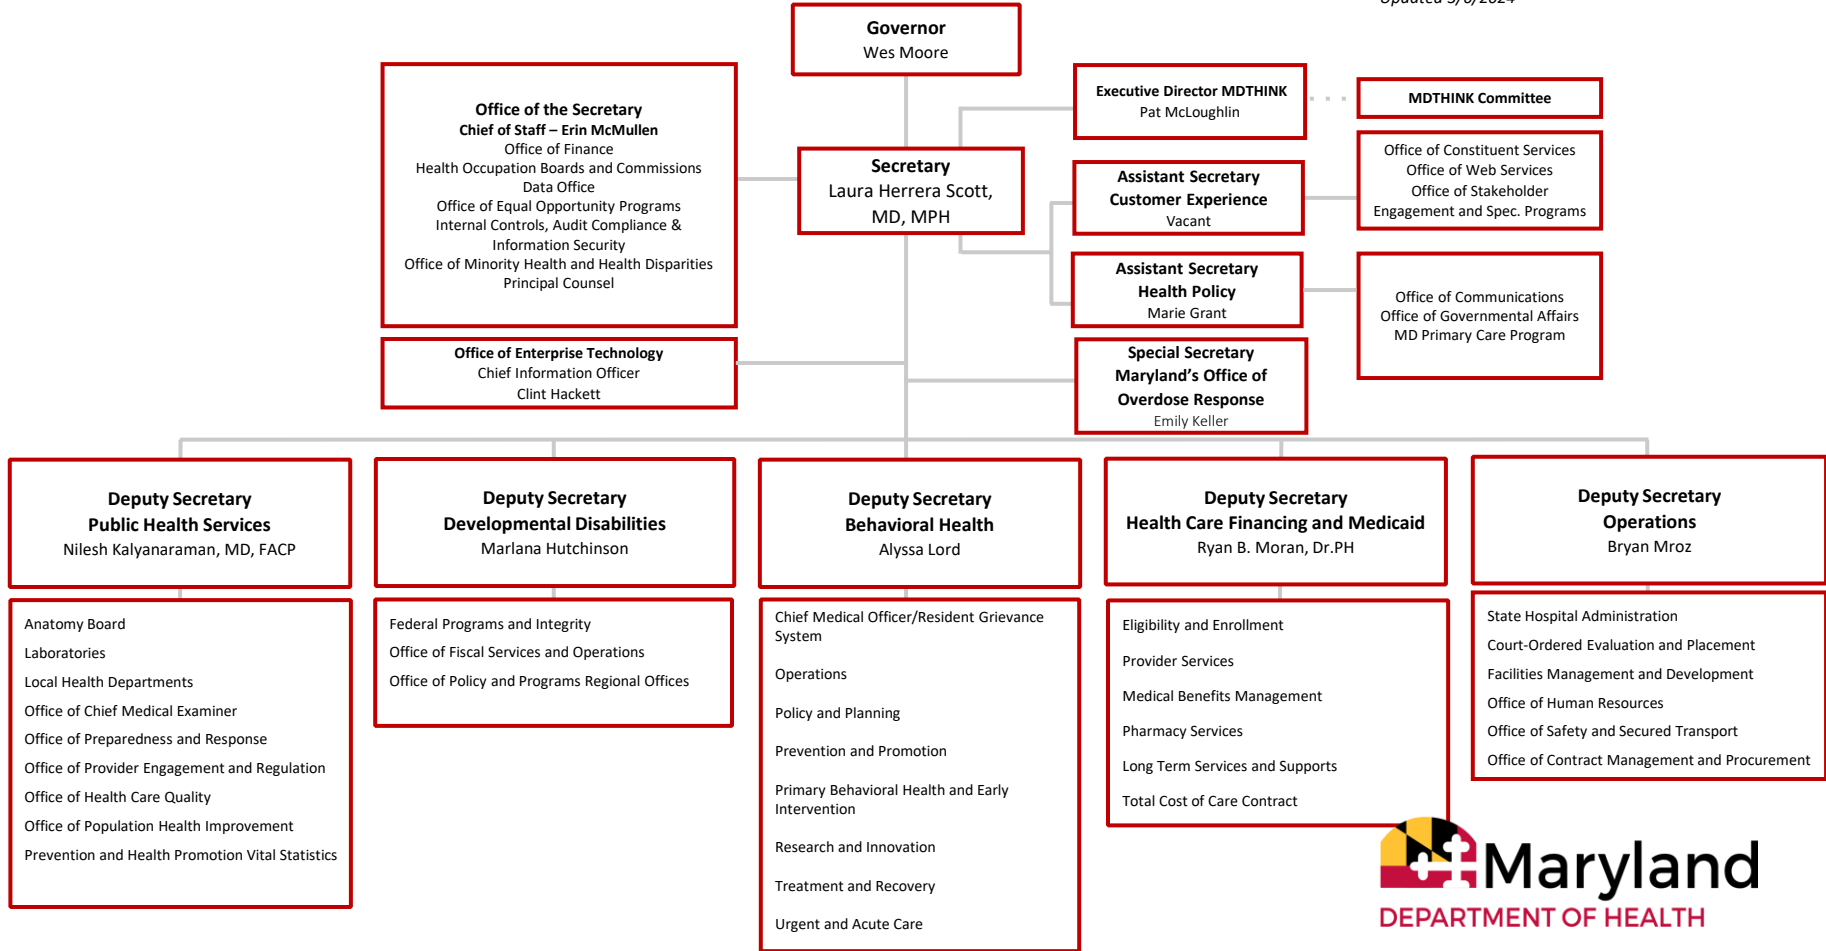 Governor
Wes Moore
Office of the Secretary
Chief of Staff – Erin McMullen
Office of Finance
Health Occupation Boards and Commissions
Data Office
Office of Equal Opportunity Programs
Internal Controls, Audit Compliance &
Information Security
Office of Minority Health and Health Disparities
Principal Counsel
Secretary
Laura Herrera Scott,
MD, MPH
Executive Director MDTHINK
Pat McLoughlin
MDTHINK Committee
Assistant Secretary
Customer Experience
Vacant
Office of Constituent Services
Office of Web Services
Office of Stakeholder
Engagement and Spec. Programs
Assistant Secretary
Health Policy
Marie Grant
Office of Communications
Office of Governmental Affairs
MD Primary Care Program
Office of Enterprise Technology
Chief Information Officer
Clint Hackett
Special Secretary
Maryland’s Office of
Overdose Response
Emily Keller
Deputy Secretary
Public Health Services
Nilesh Kalyanaraman, MD, FACP
Anatomy Board
Laboratories
Local Health Departments
Office of Chief Medical Examiner
Office of Preparedness and Response
Office of Provider Engagement and Regulation
Office of Health Care Quality
Office of Population Health Improvement
Prevention and Health Promotion Vital Statistics
Deputy Secretary
Developmental Disabilities
Marlana Hutchinson
Federal Programs and Integrity
Office of Fiscal Services and Operations
Office of Policy and Programs Regional Offices
Deputy Secretary
Behavioral Health
Alyssa Lord
Chief Medical Officer/Resident Grievance
System
Operations
Policy and Planning
Prevention and Promotion
Primary Behavioral Health and Early
Intervention
Research and Innovation
Treatment and Recovery
Urgent and Acute Care
Deputy Secretary
Health Care Financing and Medicaid
Ryan B. Moran, Dr.PH
Eligibility and Enrollment
Provider Services
Medical Benefits Management
Pharmacy Services
Long Term Services and Supports
Total Cost of Care Contract
Deputy Secretary
Operations
Bryan Mroz
State Hospital Administration
Court-Ordered Evaluation and Placement
Facilities Management and Development
Office of Human Resources
Office of Safety and Secured Transport
Office of Contract Management and Procurement
Maryland
DEPARTMENT OF HEALTH